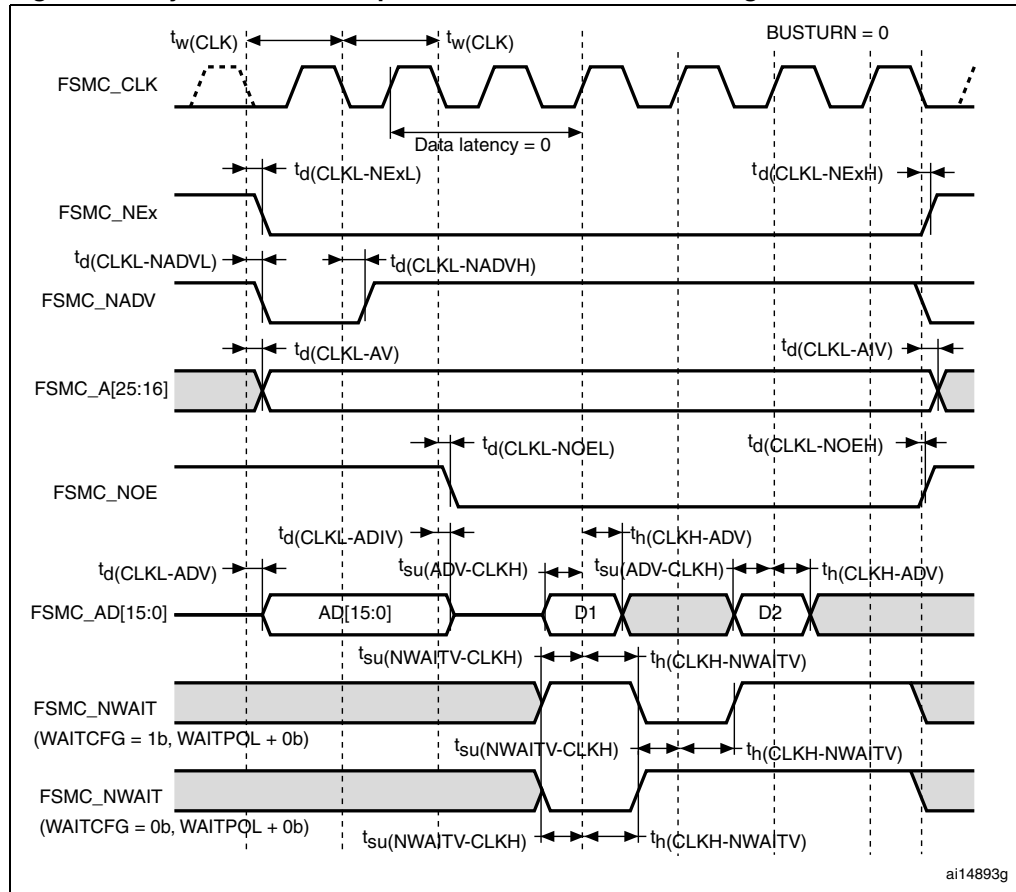 tw(CLK) tw(CLK) BUSTURN = 0
FSMC_CLK
Data latency = 0
td(CLKL-NExL) td(CLKL-NExH)
FSMC_NEx
td(CLKL-NADVL) td(CLKL-NADVH)
FSMC_NADV
td(CLKL-AV) td(CLKL-AIV)
FSMC_A[25:16]
td(CLKL-NOEL) td(CLKL-NOEH)
FSMC_NOE
td(CLKL-ADIV) th(CLKH-ADV)
td(CLKL-ADV) tsu(ADV-CLKH) tsu(ADV-CLKH) th(CLKH-ADV)
FSMC_AD[15:0] AD[15:0] D1 D2
tsu(NWAITV-CLKH) th(CLKH-NWAITV)
FSMC_NWAIT
(WAITCFG = 1b, WAITPOL + 0b)
tsu(NWAITV-CLKH) th(CLKH-NWAITV)
FSMC_NWAIT
(WAITCFG = 0b, WAITPOL + 0b)
tsu(NWAITV-CLKH) th(CLKH-NWAITV)
ai14893g